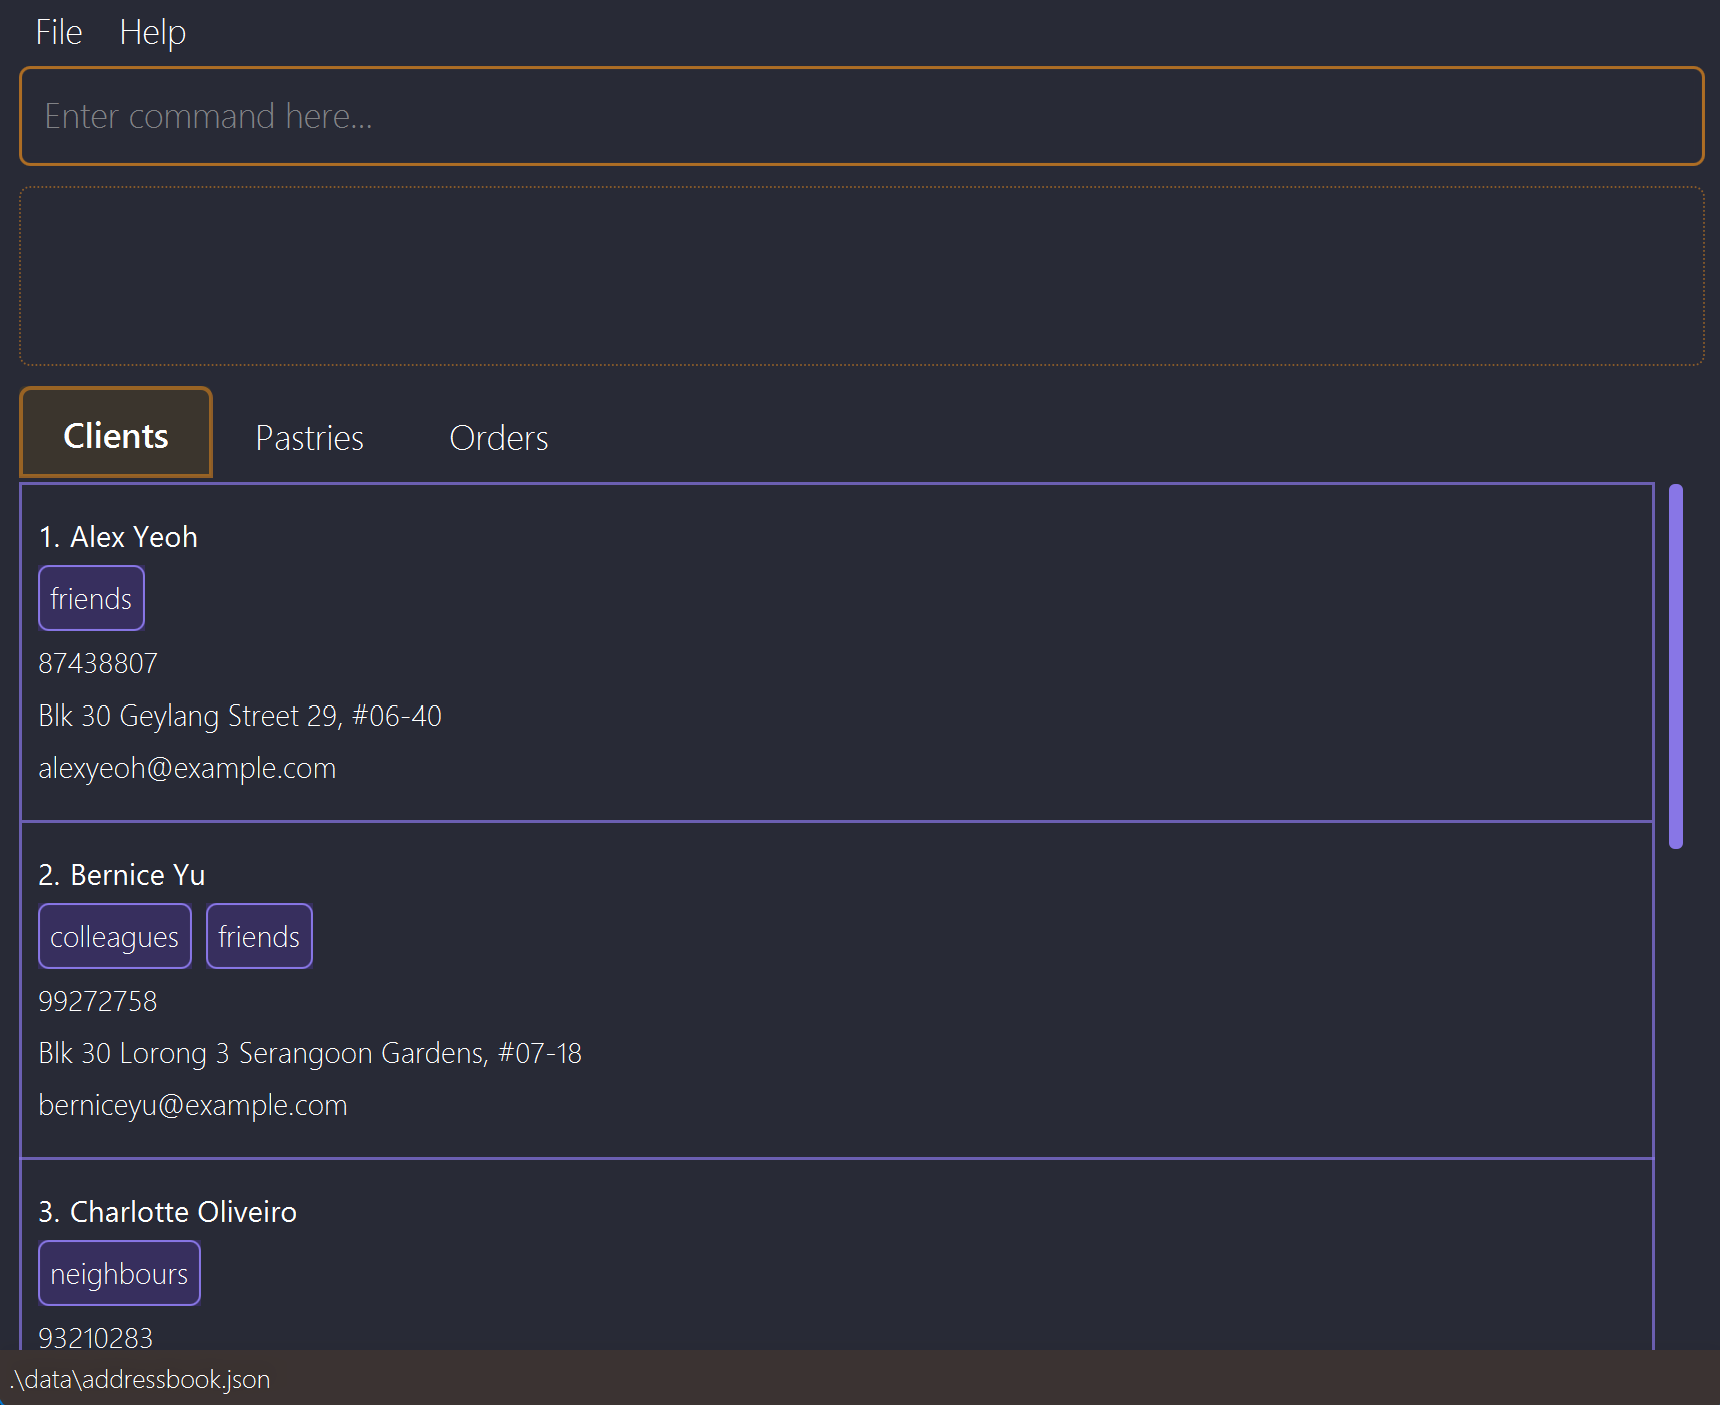 File Help
Enter command here...
Clients Pastries Orders
1. Alex Yeoh
friends
87438807
Blk 30 Geylang Street 29, #06-40
alexyeoh@example.com
2. Bernice Yu
colleagues friends
99272758
Blk 30 Lorong 3 Serangoon Gardens, #07-18
berniceyu@example.com
3. Charlotte Oliveiro
neighbours
93210283
.\data\addressbook.json